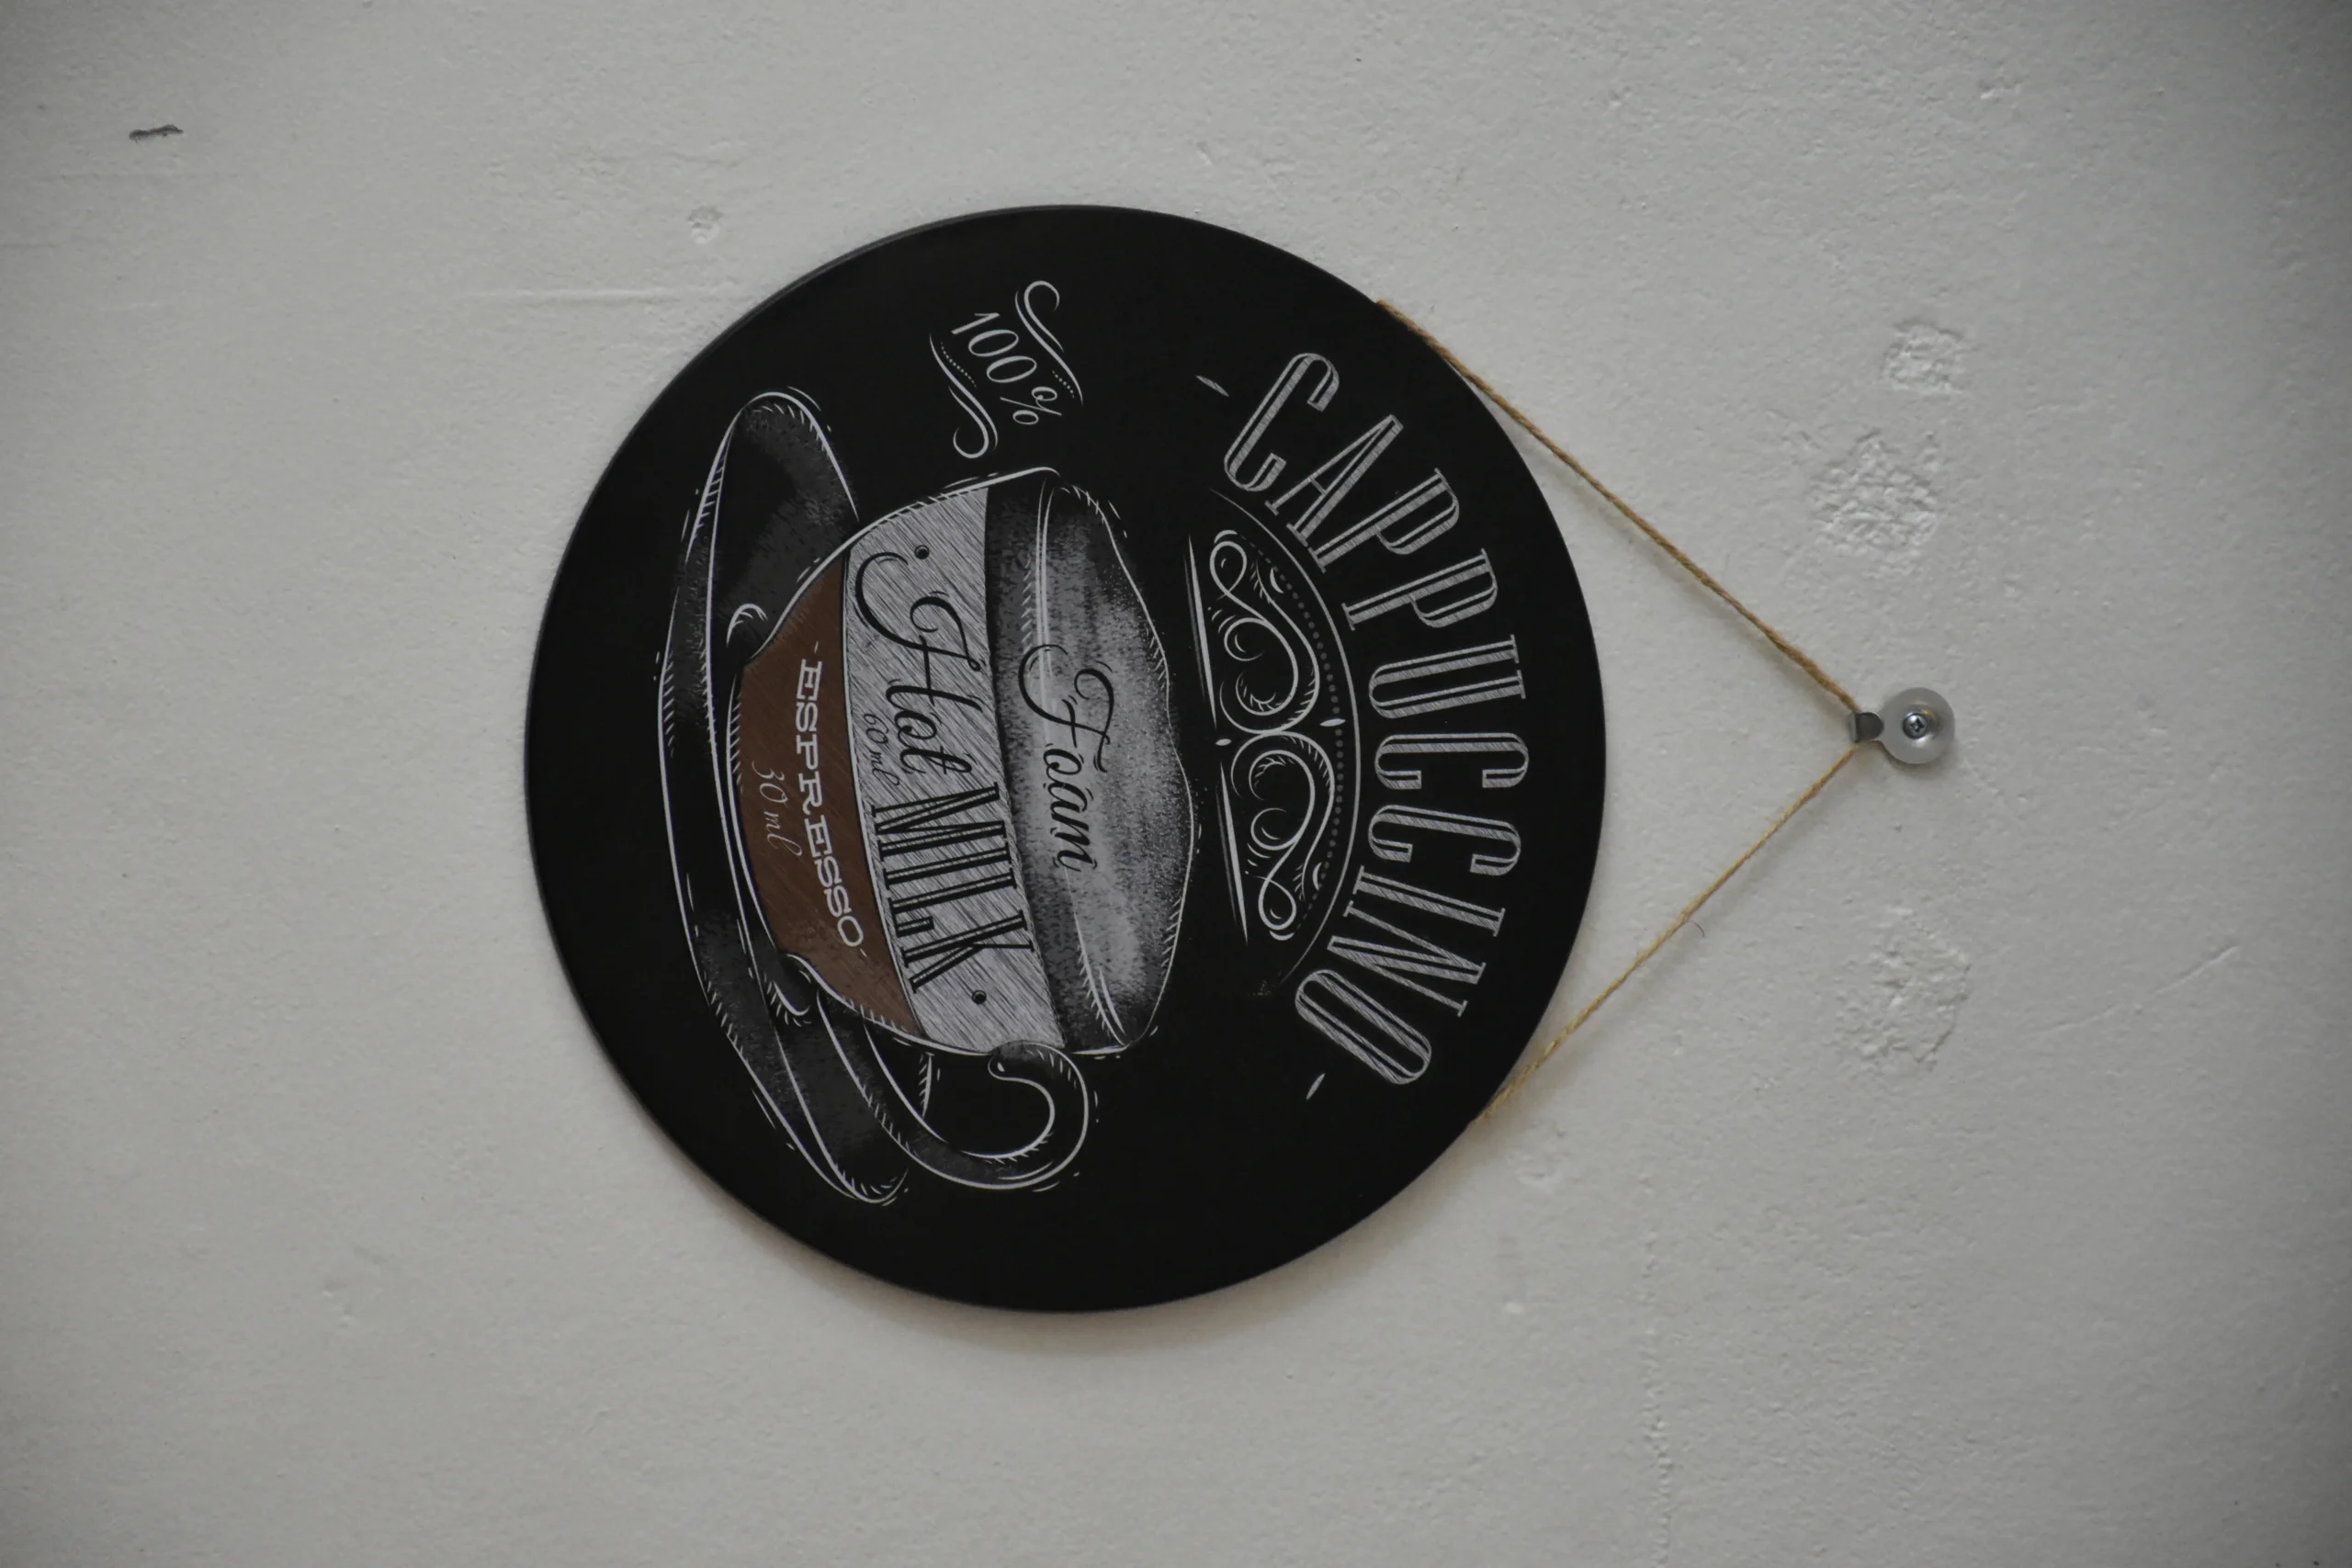 CAPPUCCINO
100%
Foam
Hot MILK
60 ml
ESPRESSO
30 ml